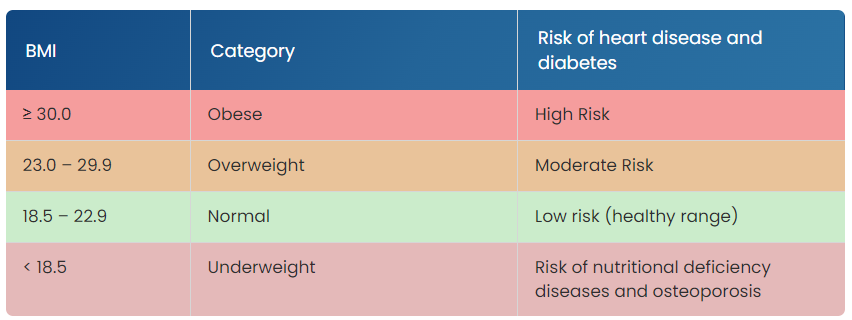 BMI
Category
Risk of heart disease and
diabetes
≥ 30.0
Obese
High Risk
23.0 – 29.9
Overweight
Moderate Risk
18.5 – 22.9
Normal
Low risk (healthy range)
< 18.5
Underweight
Risk of nutritional deficiency
diseases and osteoporosis